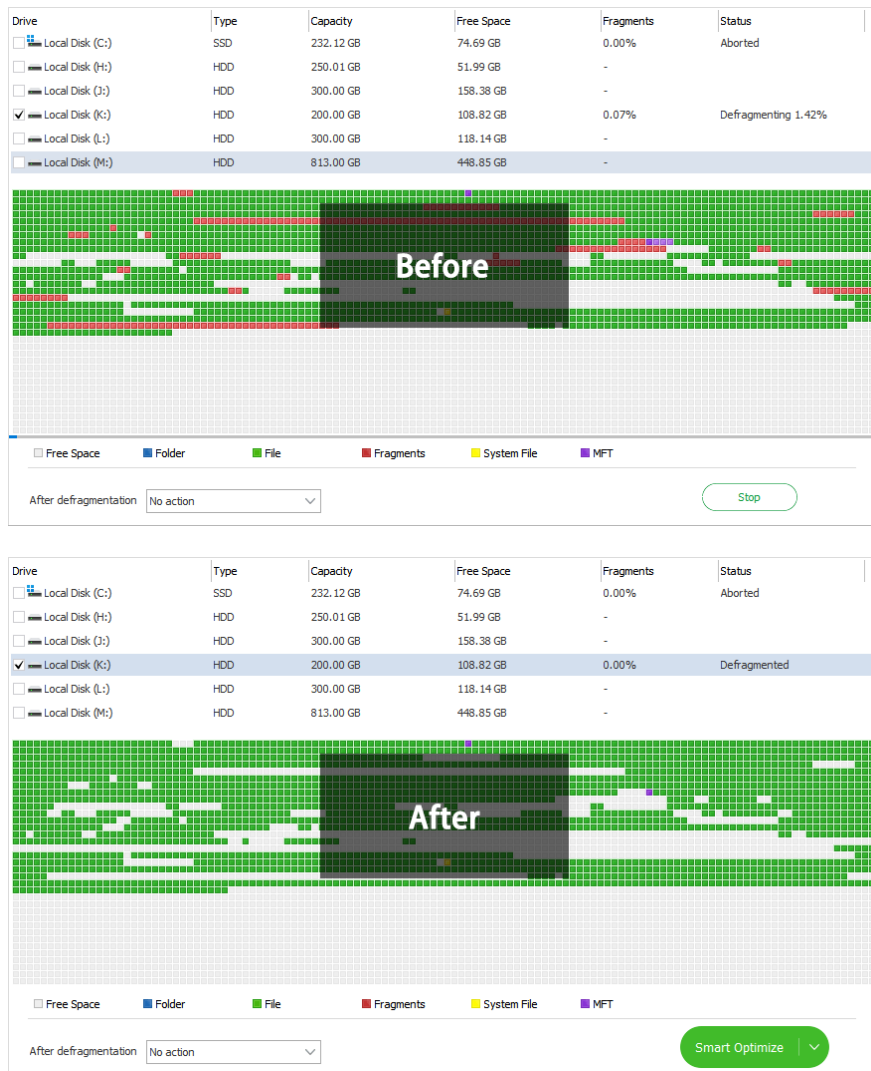 Drive Type Capacity Free Space Fragments Status
Local Disk (C:) SSD 232.12 GB 74.69 GB 0.00% Aborted
Local Disk (H:) HDD 250.01 GB 51.99 GB -
Local Disk (J:) HDD 300.00 GB 158.38 GB -
Local Disk (K:) HDD 200.00 GB 108.82 GB 0.07% Defragmenting 1.42%
Local Disk (L:) HDD 300.00 GB 118.14 GB -
Local Disk (M:) HDD 813.00 GB 448.85 GB -
Before
Free Space Folder File Fragments System File MFT
After defragmentation No action Stop
Drive Type Capacity Free Space Fragments Status
Local Disk (C:) SSD 232.12 GB 74.69 GB 0.00% Aborted
Local Disk (H:) HDD 250.01 GB 51.99 GB -
Local Disk (J:) HDD 300.00 GB 158.38 GB -
Local Disk (K:) HDD 200.00 GB 108.82 GB 0.00% Defragmented
Local Disk (L:) HDD 300.00 GB 118.14 GB -
Local Disk (M:) HDD 813.00 GB 448.85 GB -
After
Free Space Folder File Fragments System File MFT
After defragmentation No action Smart Optimize